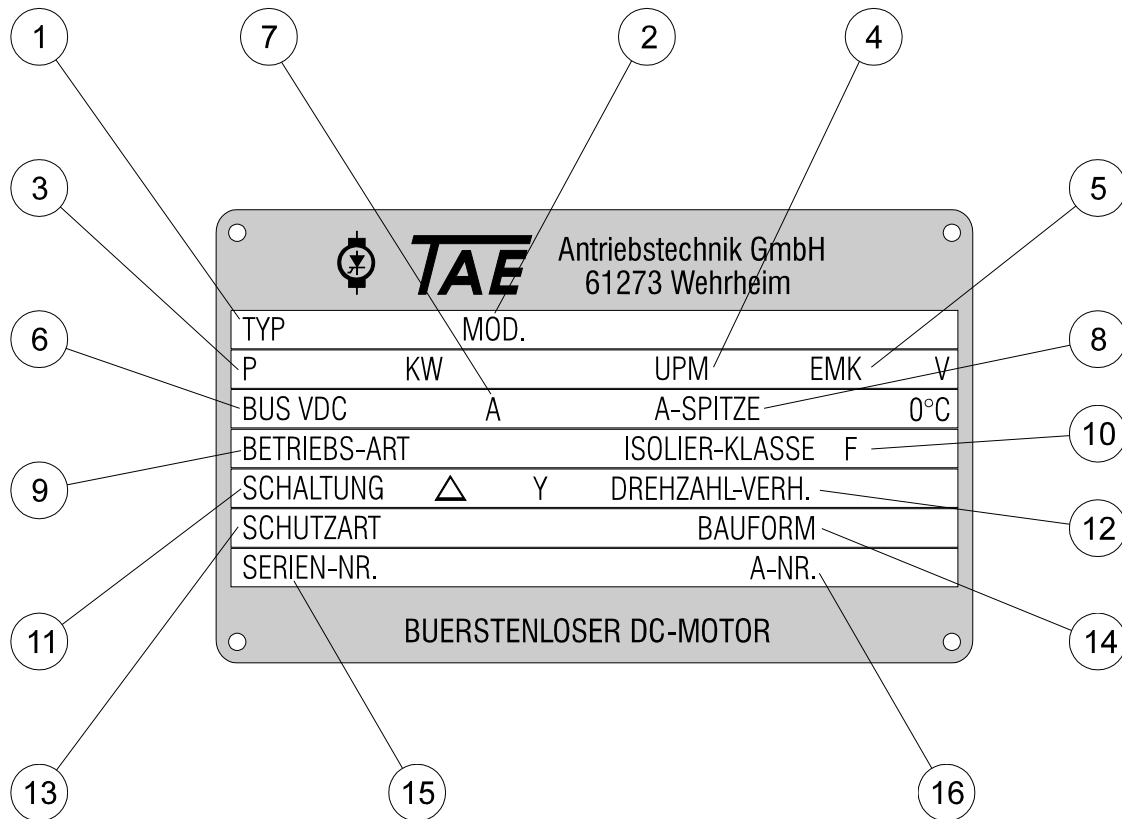 1 7 2 4
3 5
TAE Antriebstechnik GmbH
61273 Wehrheim
TYP MOD.
6 8
P KW UPM EMK V
BUS VDC A A-SPITZE 0°C
10
BETRIEBS-ART ISOLIER-KLASSE F
9
SCHALTUNG △ Y DREHZAHL-VERH.
12
SCHUTZART BAUFORM
SERIEN-NR. A-NR.
11 14
BUERSTENLOSER DC-MOTOR
13 15 16